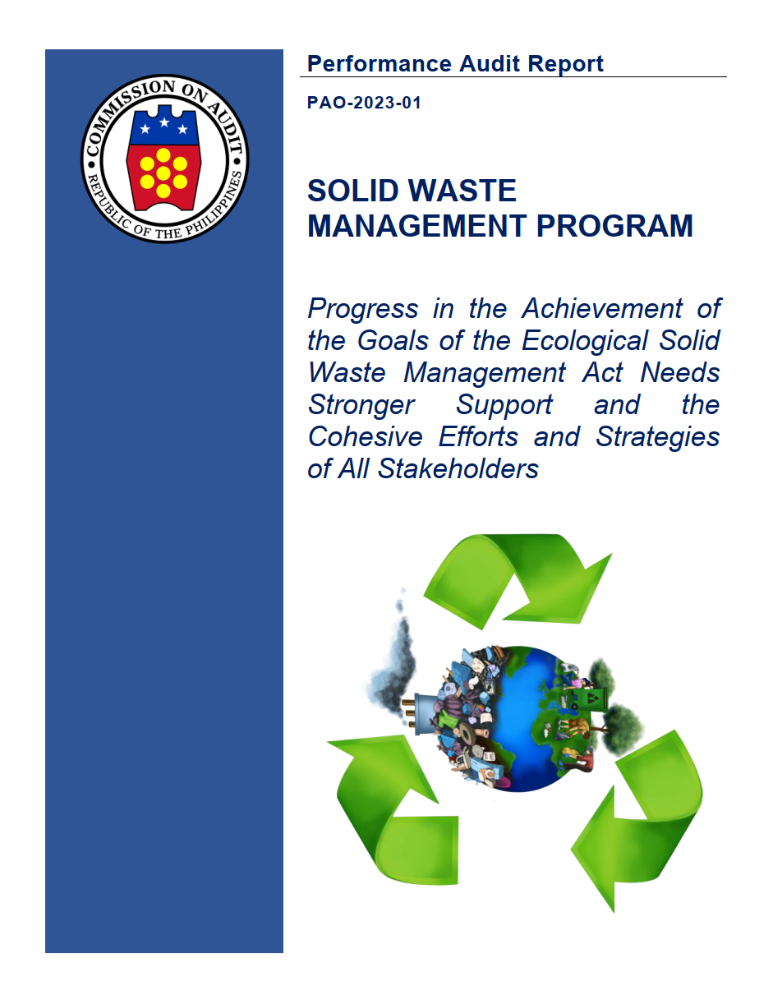 COMMISSION ON AUDIT
REPUBLIC OF THE PHILIPPINES
Performance Audit Report
PAO-2023-01
SOLID WASTE
MANAGEMENT PROGRAM
Progress in the Achievement of
the Goals of the Ecological Solid
Waste Management Act Needs
Stronger Support and the
Cohesive Efforts and Strategies
of All Stakeholders